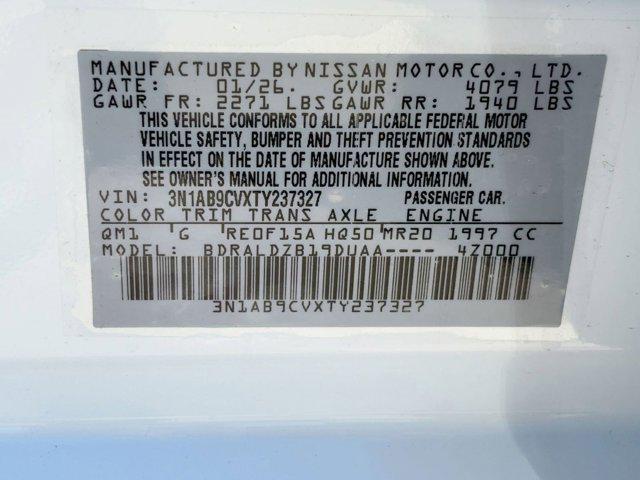 MANUFACTURED BY NISSAN MOTOR CO., LTD.
DATE: 01/26. GVWR: 4079 LBS
GAWR FR: 2271 LBS GAWR RR: 1940 LBS
THIS VEHICLE CONFORMS TO ALL APPLICABLE FEDERAL MOTOR
VEHICLE SAFETY, BUMPER AND THEFT PREVENTION STANDARDS
IN EFFECT ON THE DATE OF MANUFACTURE SHOWN ABOVE.
SEE OWNER'S MANUAL FOR ADDITIONAL INFORMATION.
VIN: 3N1AB9CVXTY237327 PASSENGER CAR.
COLOR TRIM TRANS AXLE ENGINE
QM1 G RE0F15A HQ50 MR20 1997 CC
BDRALDZB19DUAA---- 4Z000
3N1AB9CVXTY237327